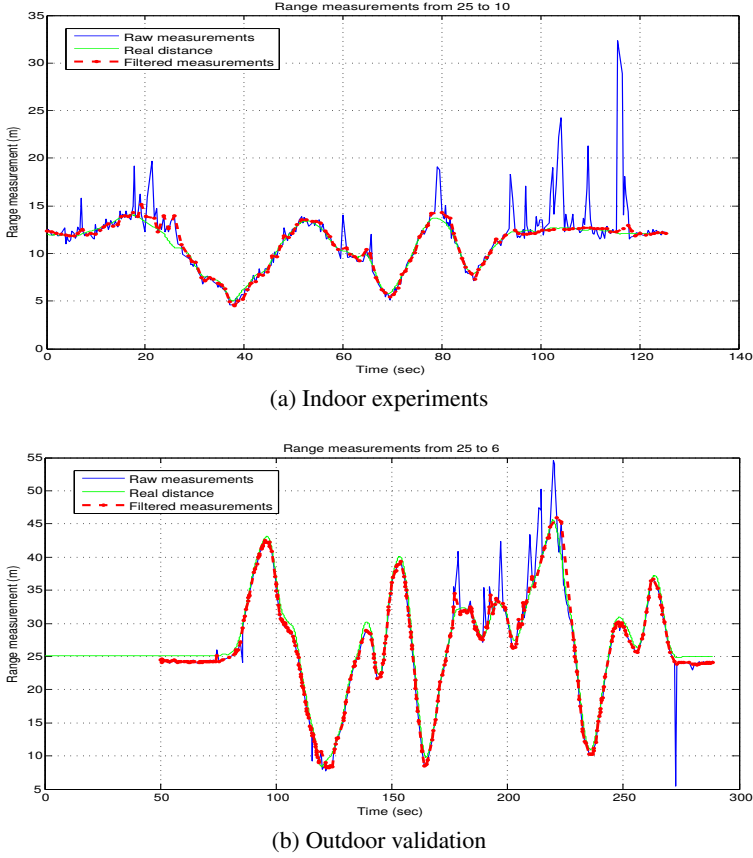 Range measurements from 25 to 10
35
30
25
20
15
10
5
0
Range measurement (m)
Raw measurements
Real distance
Filtered measurements
0 20 40 60 80 100 120 140
Time (sec)
(a) Indoor experiments
Range measurements from 25 to 6
55
50
45
40
35
30
25
20
15
10
5
Range measurement (m)
Raw measurements
Real distance
Filtered measurements
0 50 100 150 200 250 300
Time (sec)
(b) Outdoor validation